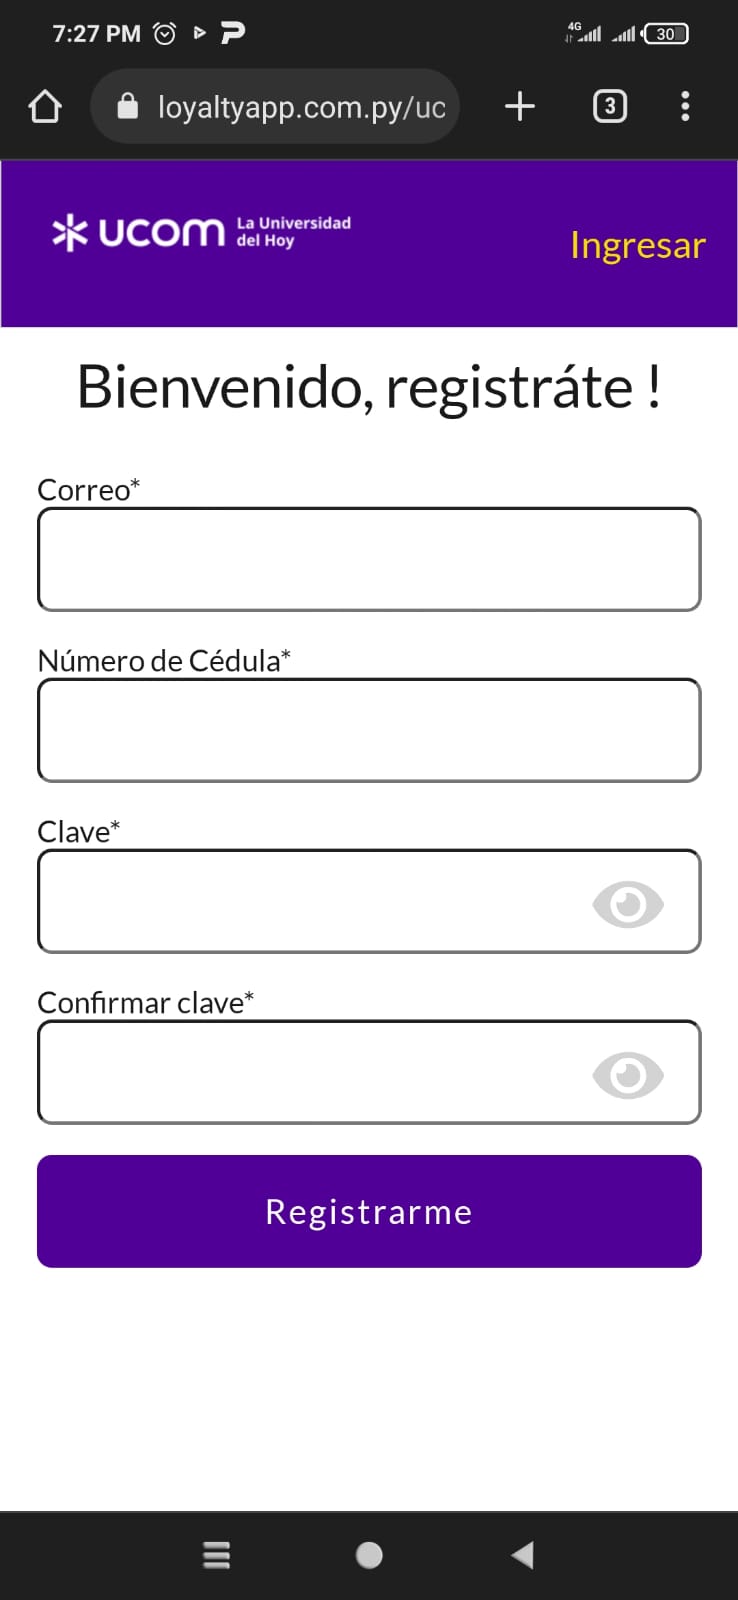 7:27 PM
4G
30
loyaltyapp.com.py/uc
3
ucom La Universidad
del Hoy
Ingresar
Bienvenido, registráte !
Correo*
Número de Cédula*
Clave*
Confirmar clave*
Registrarme